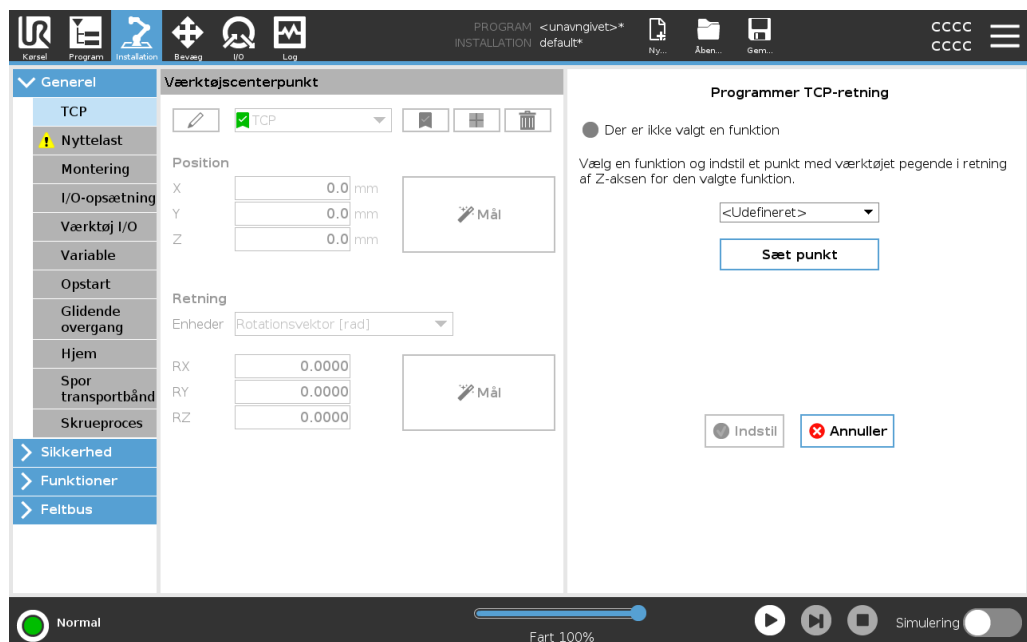 PROGRAM <unavngivet>*
INSTALLATION default*
CCCC
CCCC
Kørsel Program Installation Bevæg I/O Log Ny... Åben... Gem...
Generel
TCP
Nyttelast
Montering
I/O-opsætning
Værktøj I/O
Variable
Opstart
Glidende
overgang
Hjem
Spor
transportbånd
Skrueproces
Sikkerhed
Funktioner
Feltbus
Værktøjscenterpunkt
TCP
Position
X 0.0 mm
Y 0.0 mm
Z 0.0 mm
Mål
Retning
Enheder Rotationsvektor [rad]
RX 0.0000
RY 0.0000
RZ 0.0000
Mål
Programmer TCP-retning
Der er ikke valgt en funktion
Vælg en funktion og indstil et punkt med værktøjet pegende i retning
af Z-aksen for den valgte funktion.
<Udefineret>
Sæt punkt
Indstil Annuller
Normal
Fart 100%
Simulering